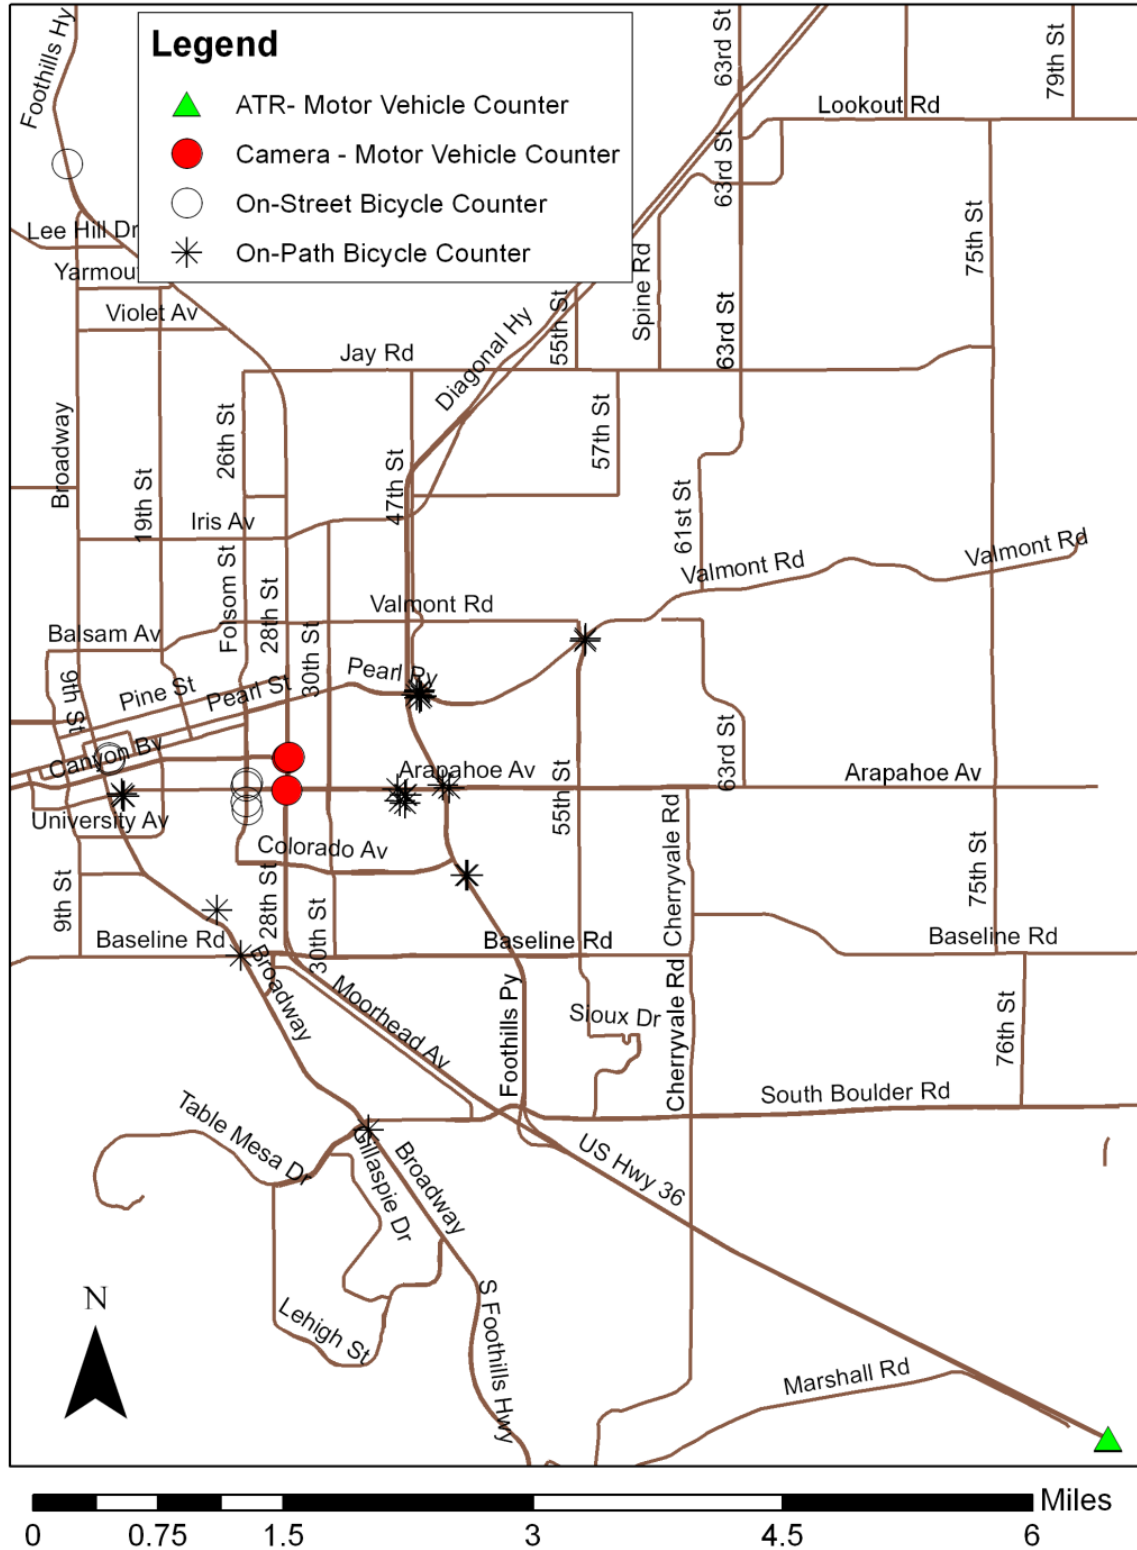 Legend
ATR- Motor Vehicle Counter
Camera - Motor Vehicle Counter
On-Street Bicycle Counter
On-Path Bicycle Counter
Foothills Hy
63rd St
79th St
Lookout Rd
63rd St
Lee Hill Dr
75th St
Yarmou
Spine Rd
Violet Av
55th St
63rd St
Diagonal Hy
Jay Rd
Broadway
26th St
57th St
19th St
47th St
61st St
Iris Av
Valmont Rd
Valmont Rd
Folsom St
28th St
Valmont Rd
30th St
Balsam Av
9th St
Pine St
Pearl St
Pearl Py
Canyon Bv
63rd St
Arapahoe Av
Arapahoe Av
55th St
University Av
Cherryvale Rd
Colorado Av
75th St
9th St
28th St
30th St
Baseline Rd
Baseline Rd
Baseline Rd
Broadway
Moorhead Av
Foothills Py
Sioux Dr
Cherryvale Rd
76th St
South Boulder Rd
Table Mesa Dr
Gillaspie Dr
Broadway
US Hwy 36
N
Lehigh St
S Foothills Hwy
Marshall Rd
Miles
0 0.75 1.5 3 4.5 6